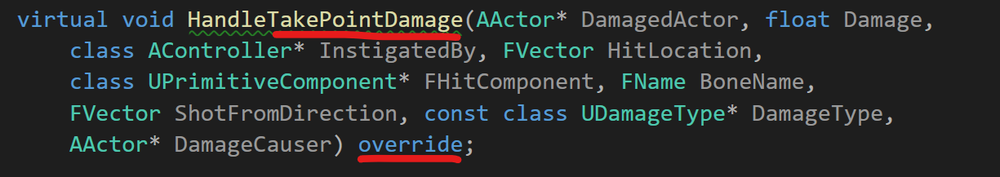 virtual void HandleTakePointDamage(AActor* DamagedActor, float Damage,
class AController* InstigatedBy, FVector HitLocation,
class UPrimitiveComponent* FHitComponent, FName BoneName,
FVector ShotFromDirection, const class UDamageType* DamageType,
AActor* DamageCauser) override;